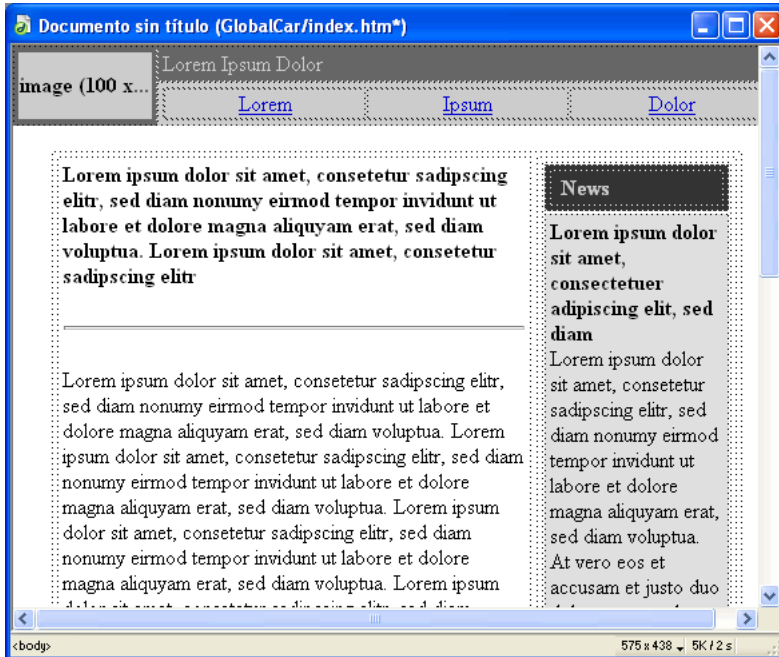 Documento sin título (GlobalCar/index.htm*)
image (100 x...
Lorem Ipsum Dolor
Lorem Ipsum Dolor
Lorem ipsum dolor sit amet, consetetur sadipscing
elitr, sed diam nonumy eirmod tempor invidunt ut
labore et dolore magna aliquyam erat, sed diam
voluptua. Lorem ipsum dolor sit amet, consetetur
sadipscing elitr
Lorem ipsum dolor sit amet, consetetur sadipscing elitr,
sed diam nonumy eirmod tempor invidunt ut labore et
dolore magna aliquyam erat, sed diam voluptua. Lorem
ipsum dolor sit amet, consetetur sadipscing elitr, sed diam
nonumy eirmod tempor invidunt ut labore et dolore
magna aliquyam erat, sed diam voluptua. Lorem ipsum
dolor sit amet, consetetur sadipscing elitr, sed diam
nonumy eirmod tempor invidunt ut labore et dolore
magna aliquyam erat, sed diam voluptua. Lorem ipsum
News
Lorem ipsum dolor
sit amet,
consectetuer
adipiscing elit, sed
diam
Lorem ipsum dolor
sit amet, consetetur
sadipscing elitr, sed
diam nonumy eirmod
tempor invidunt ut
labore et dolore
magna aliquyam erat,
sed diam voluptua.
At vero eos et
accusam et justo duo
<body>
575 x 438 5K / 2 s